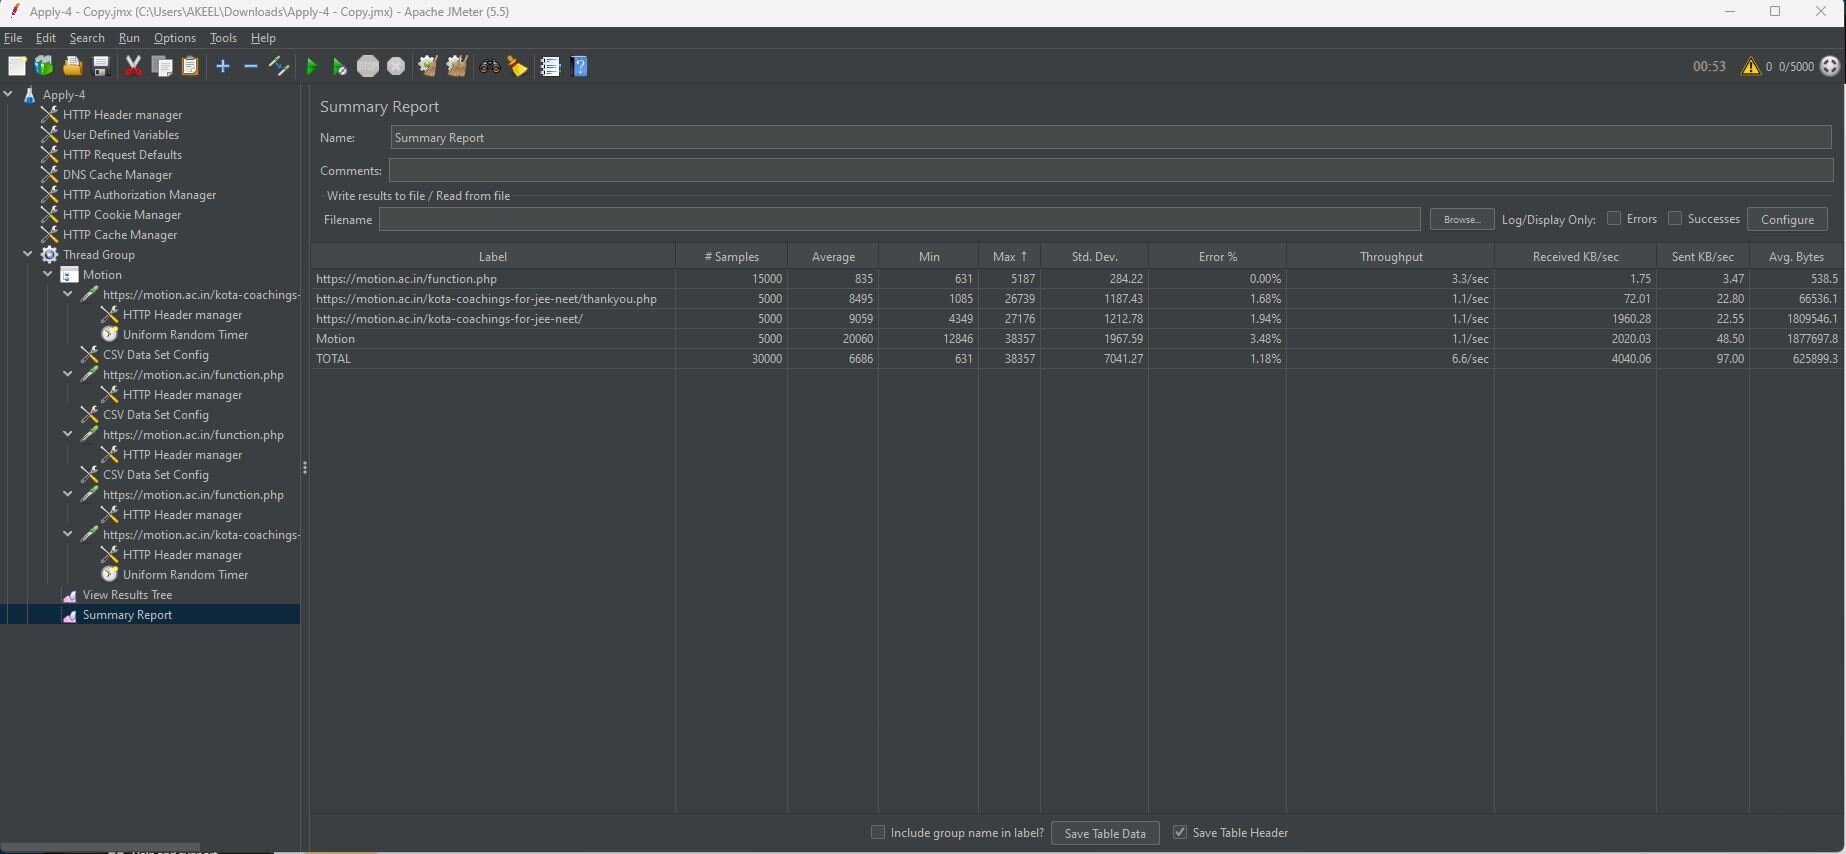 Apply-4 - Copy.jmx (C:\Users\AKEEL\Downloads\Apply-4 - Copy.jmx) - Apache JMeter (5.5)
File Edit Search Run Options Tools Help
00:53 0 0/5000
Apply-4
HTTP Header manager
User Defined Variables
HTTP Request Defaults
DNS Cache Manager
HTTP Authorization Manager
HTTP Cookie Manager
HTTP Cache Manager
Thread Group
Motion
https://motion.ac.in/kota-coachings-
HTTP Header manager
Uniform Random Timer
CSV Data Set Config
https://motion.ac.in/function.php
HTTP Header manager
CSV Data Set Config
https://motion.ac.in/function.php
HTTP Header manager
CSV Data Set Config
https://motion.ac.in/function.php
HTTP Header manager
https://motion.ac.in/kota-coachings-
HTTP Header manager
Uniform Random Timer
View Results Tree
Summary Report
Summary Report
Name: Summary Report
Comments:
Write results to file / Read from file
Filename Browse... Log/Display Only: Errors Successes Configure
Label # Samples Average Min Max ↑ Std. Dev. Error % Throughput Received KB/sec Sent KB/sec Avg. Bytes
https://motion.ac.in/function.php 15000 835 631 5187 284.22 0.00% 3.3/sec 1.75 3.47 538.5
https://motion.ac.in/kota-coachings-for-jee-neet/thankyou.php 5000 8495 1085 26739 1187.43 1.68% 1.1/sec 72.01 22.80 66536.1
https://motion.ac.in/kota-coachings-for-jee-neet/ 5000 9059 4349 27176 1212.78 1.94% 1.1/sec 1960.28 22.55 1809546.1
Motion 5000 20060 12846 38357 1967.59 3.48% 1.1/sec 2020.03 48.50 1877697.8
TOTAL 30000 6686 631 38357 7041.27 1.18% 6.6/sec 4040.06 97.00 625899.3
Include group name in label? Save Table Data Save Table Header